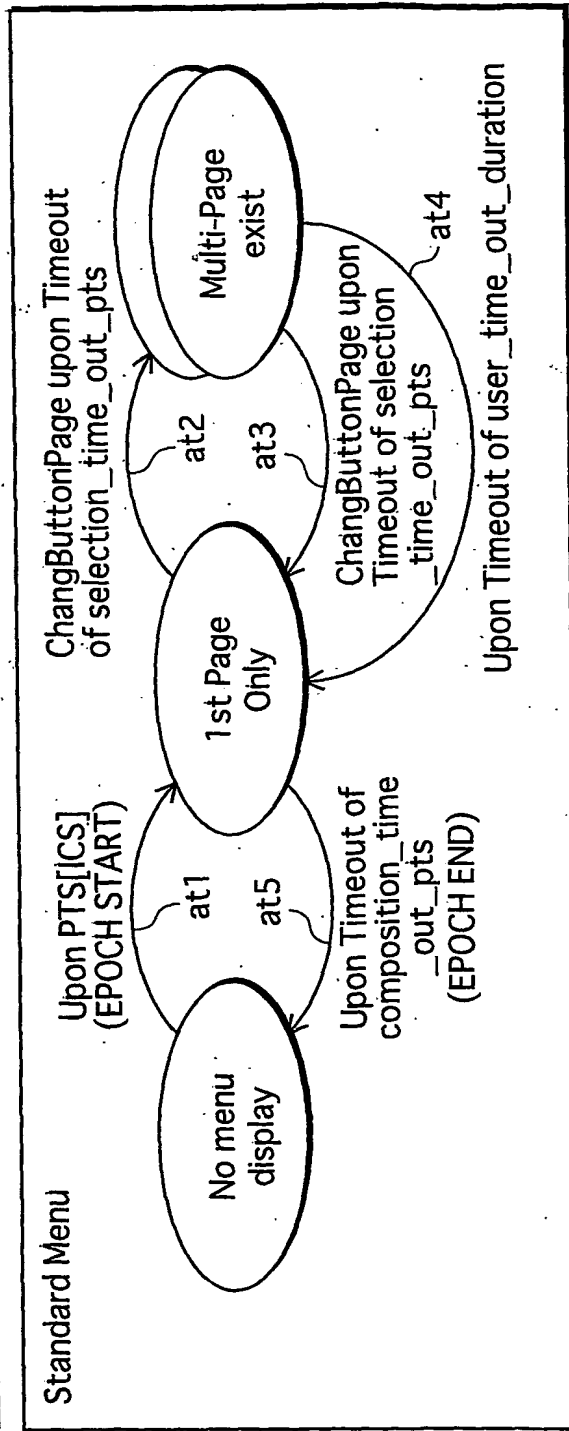 Standard Menu
No menu
display
Upon PTS[ICS]
(EPOCH START)
at1
at5
Upon Timeout of
composition_time
_out_pts
(EPOCH END)
1st Page
Only
ChangButtonPage upon Timeout
of selection_time_out_pts
at2
at3
ChangButtonPage upon
Timeout of selection
_time_out_pts
Multi-Page
exist
at4
Upon Timeout of user_time_out_duration